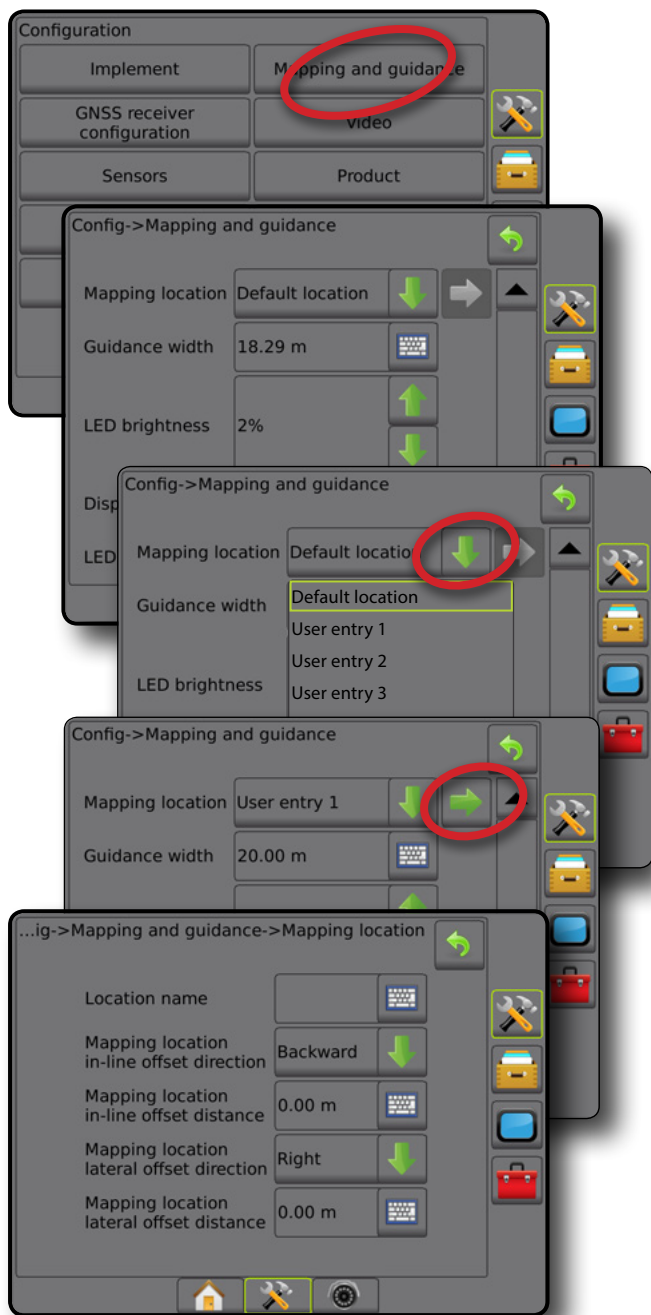 Configuration
Implement
Mapping and guidance
GNSS receiver
configuration
Video
Sensors
Product
Config->Mapping and guidance
Mapping location
Default location
Guidance width
18.29 m
LED brightness
2%
Disp
LED
Config->Mapping and guidance
Mapping location
Default location
Guidance width
Default location
User entry 1
User entry 2
User entry 3
LED brightness
Config->Mapping and guidance
Mapping location
User entry 1
Guidance width
20.00 m
...ig->Mapping and guidance->Mapping location
Location name
Mapping location
in-line offset direction
Backward
Mapping location
in-line offset distance
0.00 m
Mapping location
lateral offset direction
Right
Mapping location
lateral offset distance
0.00 m